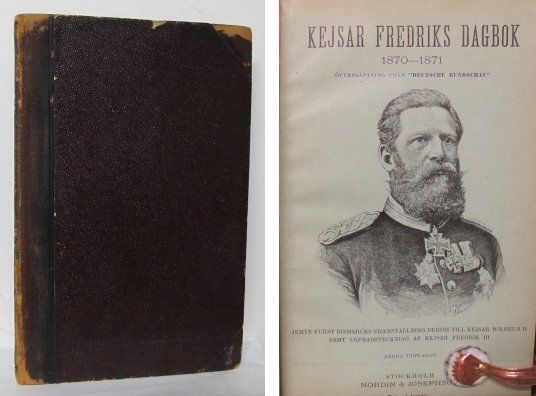 KEJSAR FREDRIKS DAGBOK
1870—1871
ÖFVERSÄTTNING FRÅN "DEUTSCHE RUNDSCHAU"
JEMTE FURST BISMARCKS FRAMSTÄLLNING DEROM TILL KEJSAR WILHELM II
SAMT LEFNADSTECKNING AF KEJSAR FREDRIK III
ANDRA UPPLAGAN
STOCKHOLM
NORDIN & JOSEPHSO